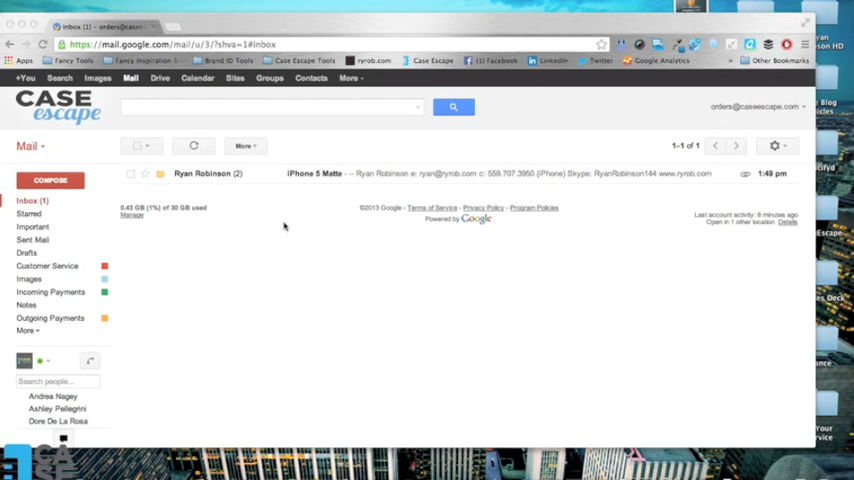 Inbox (1) – orders@casees
https://mail.google.com/mail/u/3/?shva=1#inbox
Apps Fancy Tools Fancy Inspiration Brand ID Tools Case Escape Tools ryrob.com Case Escape (1) Facebook LinkedIn Twitter Google Analytics » Other Bookmarks
+You Search Images Mail Drive Calendar Sites Groups Contacts More
CASE
escape
orders@caseescape.com
Mail
More
1–1 of 1
COMPOSE
Ryan Robinson (2) iPhone 5 Matte - -- Ryan Robinson e: ryan@ryrob.com c: 559.707.3950 (iPhone) Skype: RyanRobinson144 www.ryrob.com 1:49 pm
Inbox (1)
Starred
Important
Sent Mail
Drafts
Customer Service
Images
Incoming Payments
Notes
Outgoing Payments
More
0.43 GB (1%) of 30 GB used
Manage
©2013 Google - Terms of Service - Privacy Policy - Program Policies
Powered by Google
Last account activity: 8 minutes ago
Open in 1 other location Details
Search people...
Andrea Nagey
Ashley Pellegrini
Dore De La Rosa